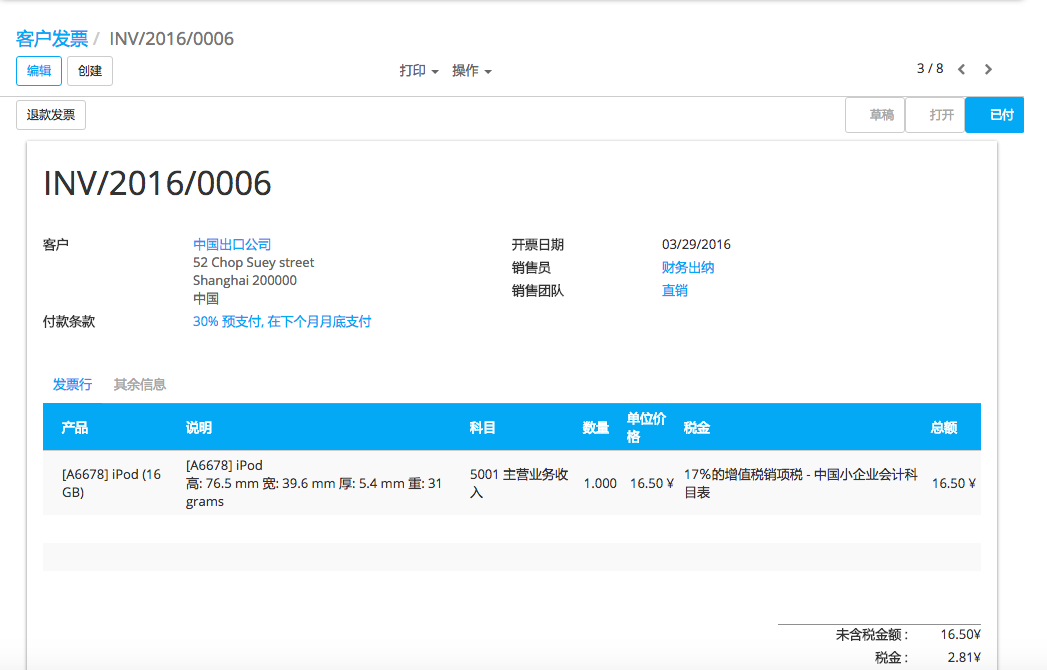 客户发票 / INV/2016/0006
编辑 创建 打印 操作 3 / 8
退款发票 草稿 打开 已付
INV/2016/0006
客户 中国出口公司 开票日期 03/29/2016
52 Chop Suey street 销售员 财务出纳
Shanghai 200000 销售团队 直销
中国
付款条款 30% 预支付, 在下个月月底支付
发票行 其余信息
产品 说明 科目 数量 单位价格 税金 总额
[A6678] iPod (16
GB)
[A6678] iPod
高: 76.5 mm 宽: 39.6 mm 厚: 5.4 mm 重: 31
grams
5001 主营业务收
入
1.000
16.50 ¥
17%的增值税销项税 - 中国小企业会计科
目表
16.50 ¥
未含税金额 : 16.50¥
税金 : 2.81¥